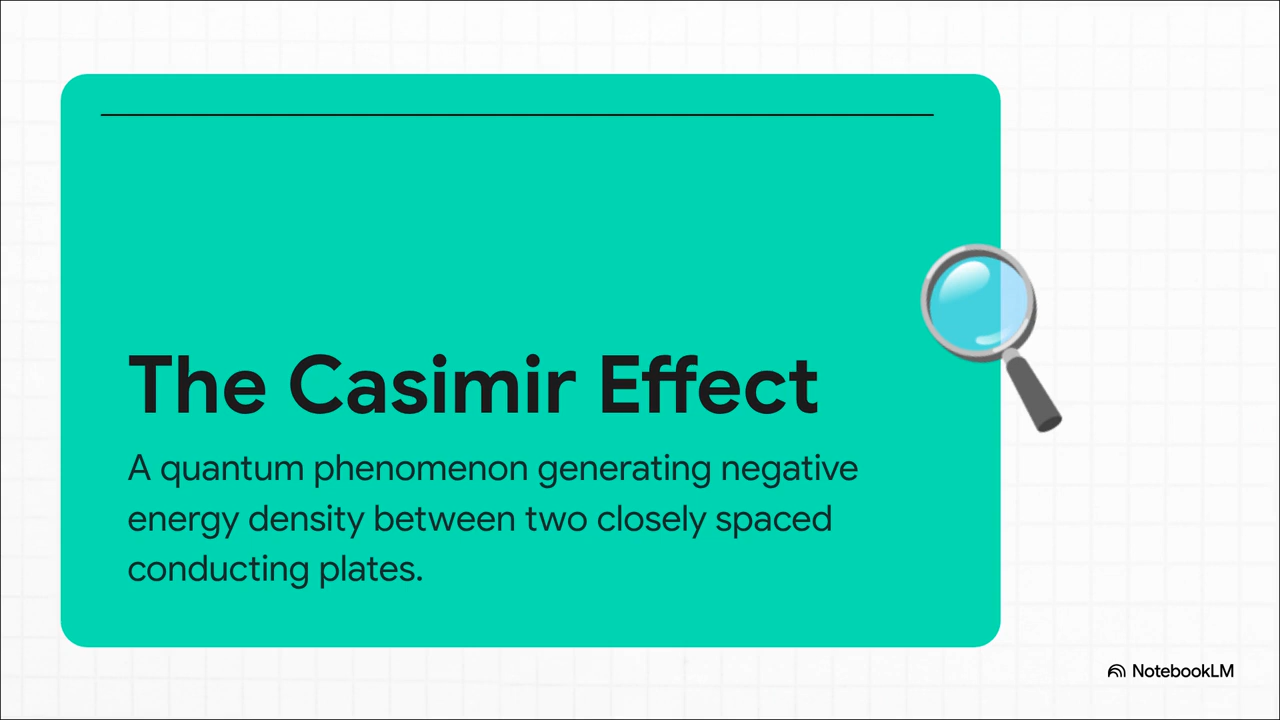 The Casimir Effect
A quantum phenomenon generating negative
energy density between two closely spaced
conducting plates.
NotebookLM